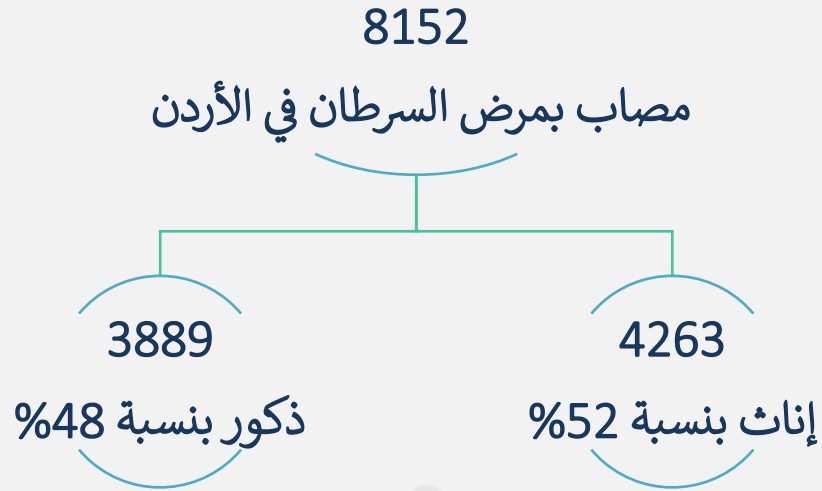 8152
مصاب بمرض السرطان في الأردن
4263
إناث بنسبة 52%
3889
ذكور بنسبة 48%